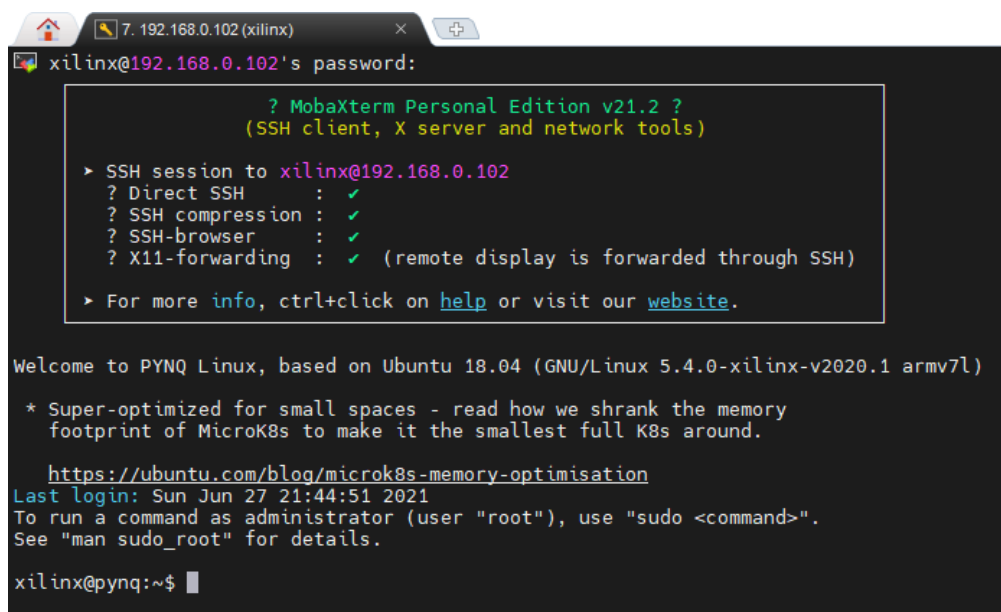 7. 192.168.0.102 (xilinx)
xilinx@192.168.0.102's password:
? MobaXterm Personal Edition v21.2 ?
(SSH client, X server and network tools)
➤ SSH session to xilinx@192.168.0.102
? Direct SSH : ✔
? SSH compression : ✔
? SSH-browser : ✔
? X11-forwarding : ✔ (remote display is forwarded through SSH)
➤ For more info, ctrl+click on help or visit our website.
Welcome to PYNQ Linux, based on Ubuntu 18.04 (GNU/Linux 5.4.0-xilinx-v2020.1 armv7l)
* Super-optimized for small spaces - read how we shrank the memory
footprint of MicroK8s to make it the smallest full K8s around.
https://ubuntu.com/blog/microk8s-memory-optimisation
Last login: Sun Jun 27 21:44:51 2021
To run a command as administrator (user "root"), use "sudo <command>".
See "man sudo_root" for details.
xilinx@pynq:~$